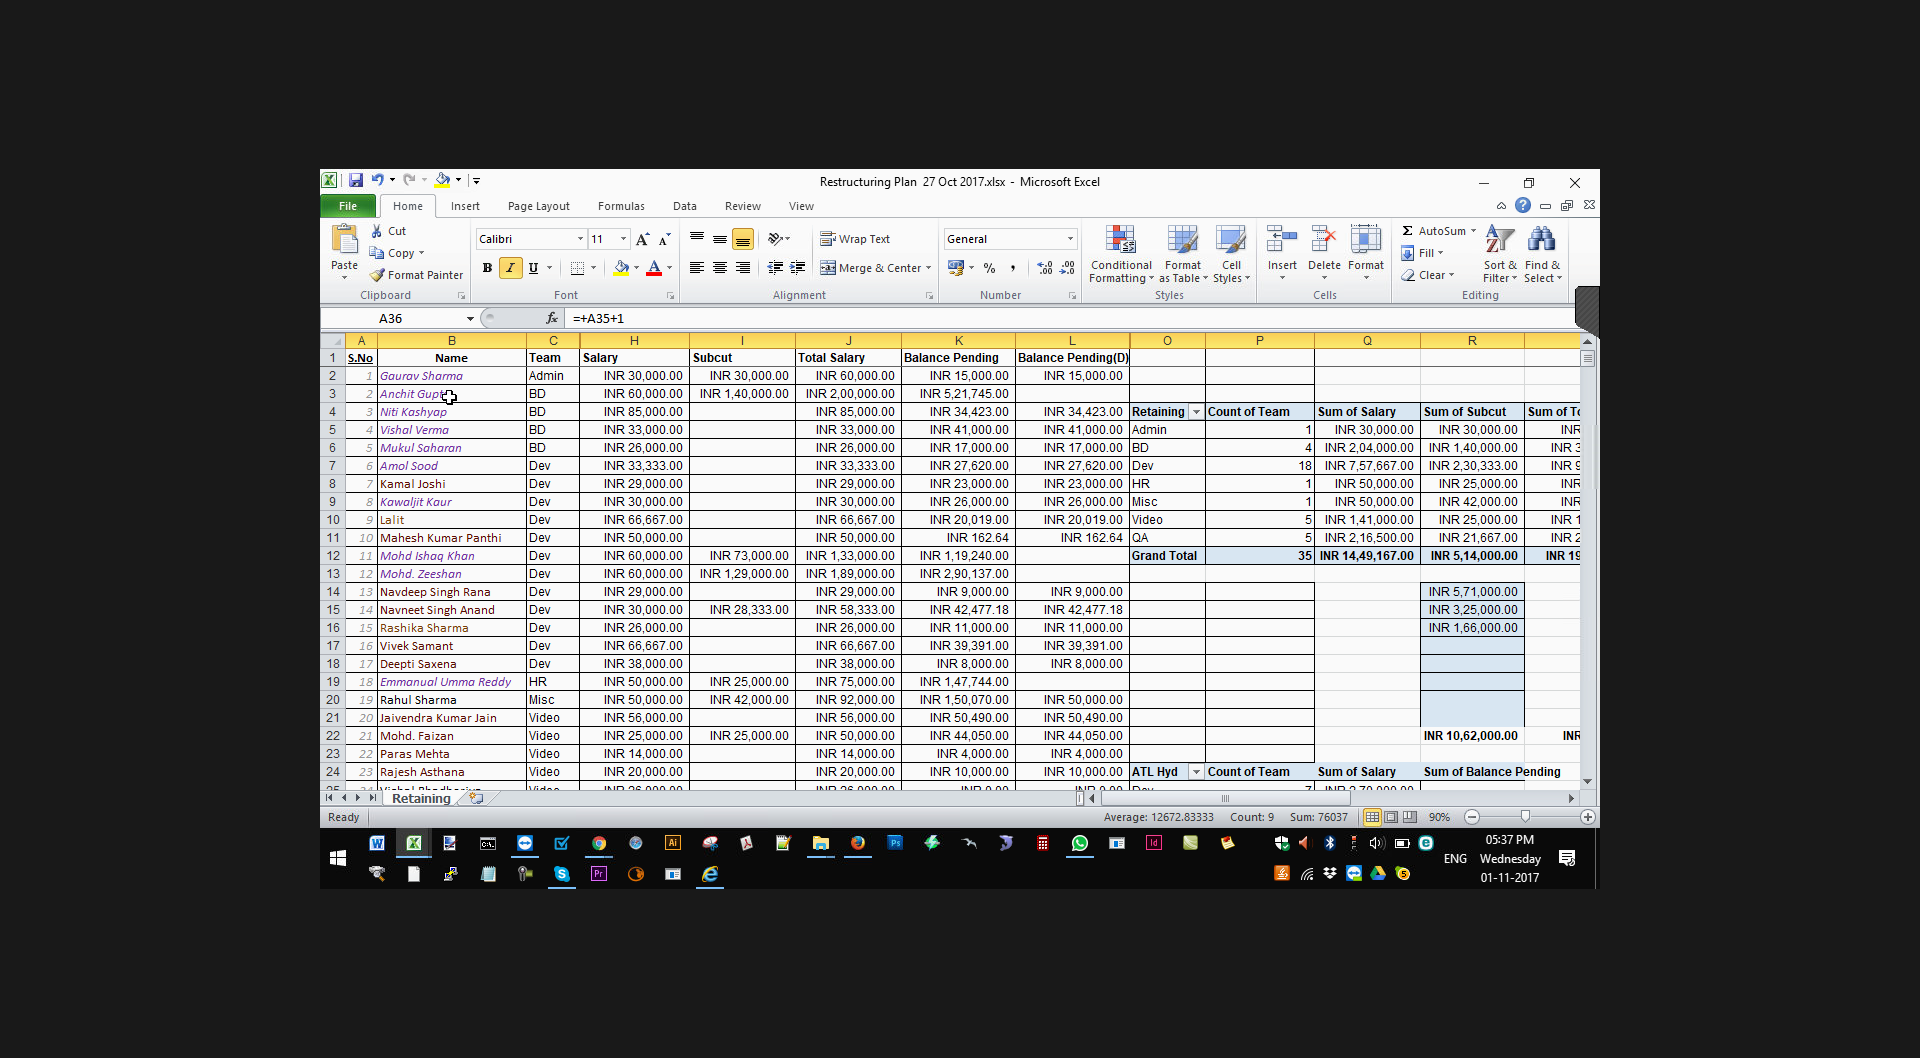 Restructuring Plan 27 Oct 2017.xlsx - Microsoft Excel
File Home Insert Page Layout Formulas Data Review View
Paste Cut Copy Format Painter
Calibri 11 B I U
Wrap Text Merge & Center
General % ,
Conditional Formatting Format as Table Cell Styles
Insert Delete Format
AutoSum Fill Clear
Sort & Filter Find & Select
Clipboard Font Alignment Number Styles Cells Editing
A36 fx =+A35+1
A B C H I J K L O P Q R
1 S.No Name Team Salary Subcut Total Salary Balance Pending Balance Pending(D)
2 1 Gaurav Sharma Admin INR 30,000.00 INR 30,000.00 INR 60,000.00 INR 15,000.00 INR 15,000.00
3 2 Anchit BD INR 60,000.00 INR 1,40,000.00 INR 2,00,000.00 INR 5,21,745.00
4 3 Niti Kashyap BD INR 85,000.00 INR 85,000.00 INR 34,423.00 INR 34,423.00 Retaining Count of Team Sum of Salary Sum of Subcut Sum of To
5 4 Vishal Verma BD INR 33,000.00 INR 33,000.00 INR 41,000.00 INR 41,000.00 Admin 1 INR 30,000.00 INR 30,000.00 INR
6 5 Mukul Saharan BD INR 26,000.00 INR 26,000.00 INR 17,000.00 INR 17,000.00 BD 4 INR 2,04,000.00 INR 1,40,000.00 INR 3
7 6 Amol Sood Dev INR 33,333.00 INR 33,333.00 INR 27,620.00 INR 27,620.00 Dev 18 INR 7,57,667.00 INR 2,30,333.00 INR 9
8 7 Kamal Joshi Dev INR 29,000.00 INR 29,000.00 INR 23,000.00 INR 23,000.00 HR 1 INR 50,000.00 INR 25,000.00 INR
9 8 Kawaljit Kaur Dev INR 30,000.00 INR 30,000.00 INR 26,000.00 INR 26,000.00 Misc 1 INR 50,000.00 INR 42,000.00 INR
10 9 Lalit Dev INR 66,667.00 INR 66,667.00 INR 20,019.00 INR 20,019.00 Video 5 INR 1,41,000.00 INR 25,000.00 INR 1
11 10 Mahesh Kumar Panthi Dev INR 50,000.00 INR 50,000.00 INR 162.64 INR 162.64 QA 5 INR 2,16,500.00 INR 21,667.00 INR 2
12 11 Mohd Ishaq Khan Dev INR 60,000.00 INR 73,000.00 INR 1,33,000.00 INR 1,19,240.00 Grand Total 35 INR 14,49,167.00 INR 5,14,000.00 INR 19
13 12 Mohd. Zeeshan Dev INR 60,000.00 INR 1,29,000.00 INR 1,89,000.00 INR 2,90,137.00
14 13 Navdeep Singh Rana Dev INR 29,000.00 INR 29,000.00 INR 9,000.00 INR 9,000.00 INR 5,71,000.00
15 14 Navneet Singh Anand Dev INR 30,000.00 INR 28,333.00 INR 58,333.00 INR 42,477.18 INR 42,477.18 INR 3,25,000.00
16 15 Rashika Sharma Dev INR 26,000.00 INR 26,000.00 INR 11,000.00 INR 11,000.00 INR 1,66,000.00
17 16 Vivek Samant Dev INR 66,667.00 INR 66,667.00 INR 39,391.00 INR 39,391.00
18 17 Deepti Saxena Dev INR 38,000.00 INR 38,000.00 INR 8,000.00 INR 8,000.00
19 18 Emmanual Umma Reddy HR INR 50,000.00 INR 25,000.00 INR 75,000.00 INR 1,47,744.00
20 19 Rahul Sharma Misc INR 50,000.00 INR 42,000.00 INR 92,000.00 INR 1,50,070.00 INR 50,000.00
21 20 Jaivendra Kumar Jain Video INR 56,000.00 INR 56,000.00 INR 50,490.00 INR 50,490.00
22 21 Mohd. Faizan Video INR 25,000.00 INR 25,000.00 INR 50,000.00 INR 44,050.00 INR 44,050.00 INR 10,62,000.00 INR
23 22 Paras Mehta Video INR 14,000.00 INR 14,000.00 INR 4,000.00 INR 4,000.00
24 23 Rajesh Asthana Video INR 20,000.00 INR 20,000.00 INR 10,000.00 INR 10,000.00 ATL Hyd Count of Team Sum of Salary Sum of Balance Pending
Retaining
Ready Average: 12672.83333 Count: 9 Sum: 76037 90%
05:37 PM
ENG Wednesday
01-11-2017